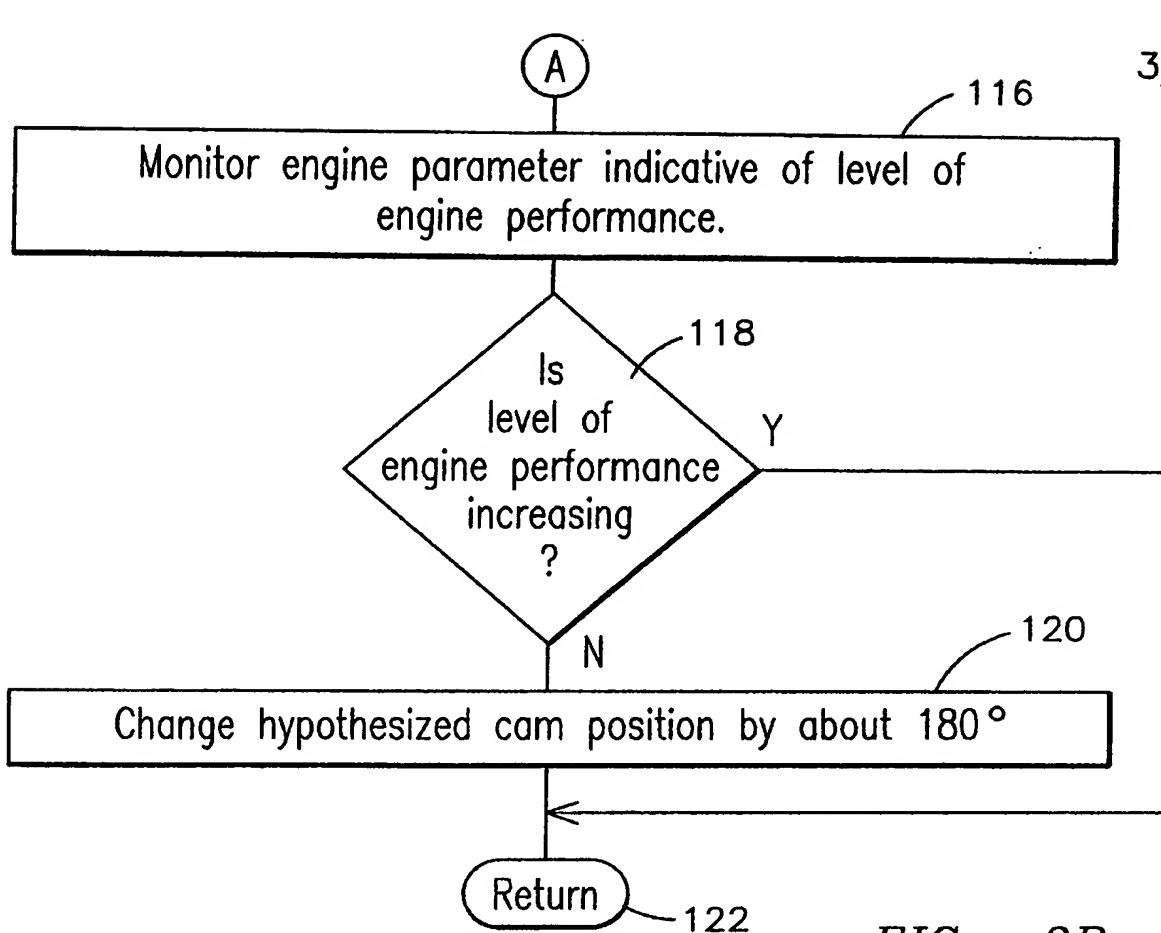 A
3
116
Monitor engine parameter indicative of level of
engine performance.
118
Is
level of
engine performance
increasing
?
Y
N
120
Change hypothesized cam position by about 180°
Return
122